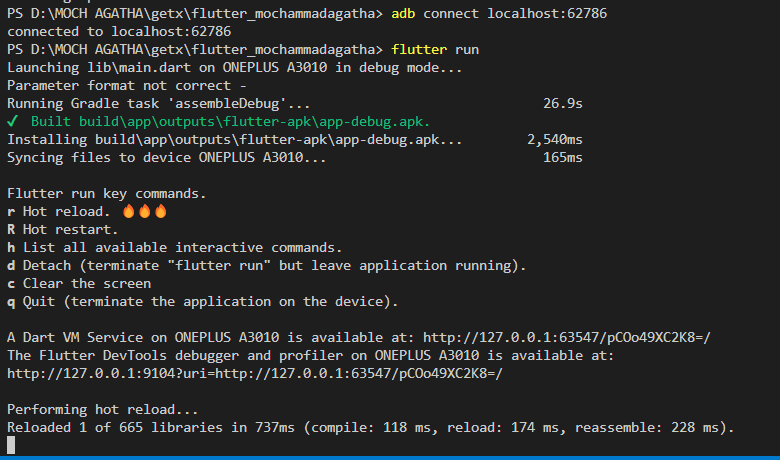 PS D:\MOCH AGATHA\getx\flutter_mochammadagatha> adb connect localhost:62786
connected to localhost:62786
PS D:\MOCH AGATHA\getx\flutter_mochammadagatha> flutter run
Launching lib\main.dart on ONEPLUS A3010 in debug mode...
Parameter format not correct -
Running Gradle task 'assembleDebug'... 26.9s
✓ Built build\app\outputs\flutter-apk\app-debug.apk.
Installing build\app\outputs\flutter-apk\app-debug.apk... 2,540ms
Syncing files to device ONEPLUS A3010... 165ms
Flutter run key commands.
r Hot reload. 🔥🔥🔥
R Hot restart.
h List all available interactive commands.
d Detach (terminate "flutter run" but leave application running).
c Clear the screen
q Quit (terminate the application on the device).
A Dart VM Service on ONEPLUS A3010 is available at: http://127.0.0.1:63547/pCOo49XC2K8=/
The Flutter DevTools debugger and profiler on ONEPLUS A3010 is available at:
http://127.0.0.1:9104?uri=http://127.0.0.1:63547/pCOo49XC2K8=/
Performing hot reload...
Reloaded 1 of 665 libraries in 737ms (compile: 118 ms, reload: 174 ms, reassemble: 228 ms).